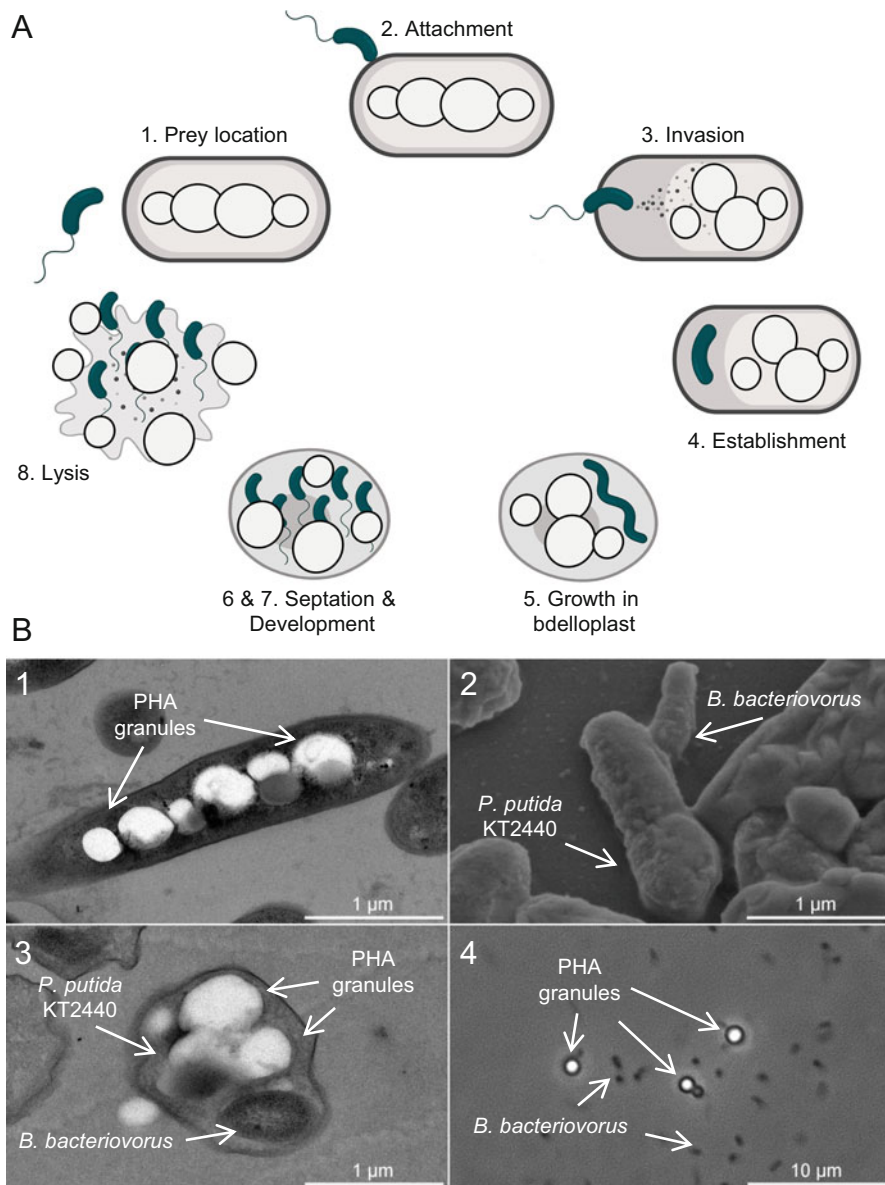 A
2. Attachment
1. Prey location
3. Invasion
4. Establishment
8. Lysis
6 & 7. Septation &
Development
5. Growth in
bdelloplast
B
1
PHA
granules
1 µm
2
B. bacteriovorus
P. putida
KT2440
1 µm
3
P. putida
KT2440
PHA
granules
B. bacteriovorus
1 µm
4
PHA
granules
B. bacteriovorus
10 µm